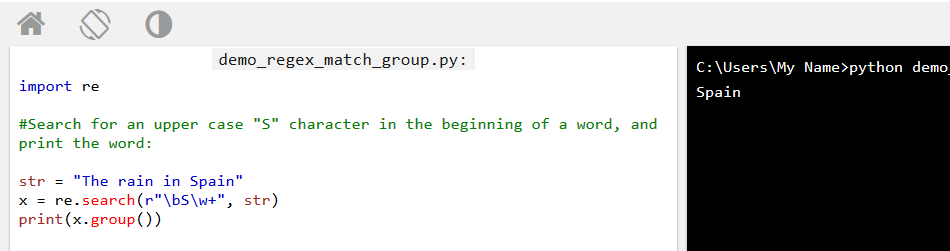 demo_regex_match_group.py:
import re
#Search for an upper case "S" character in the beginning of a word, and
print the word:
str = "The rain in Spain"
x = re.search(r"\bS\w+", str)
print(x.group())
C:\Users\My Name>python demo_
Spain